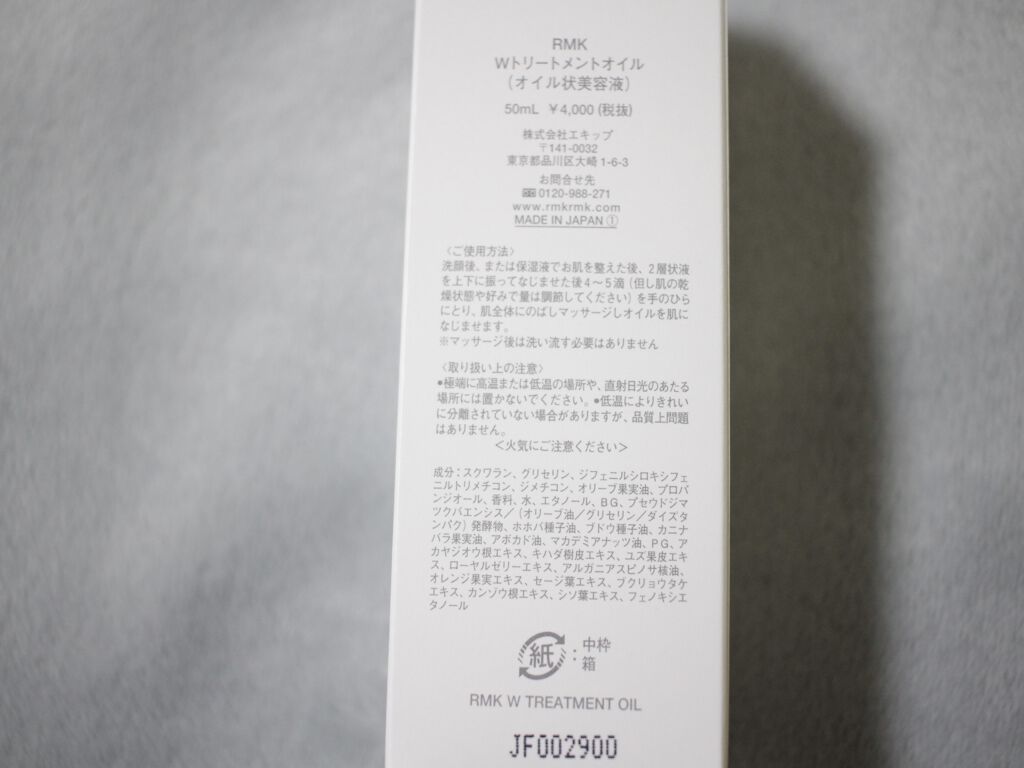 RMK
Wトリートメントオイル
(オイル状美容液)
50mL ¥4,000 (税抜)
株式会社エキップ
〒141-0032
東京都品川区大崎1-6-3
お問合せ先
0120-988-271
www.rmkrmk.com
MADE IN JAPAN ①
〈ご使用方法〉
洗顔後、または保湿液でお肌を整えた後、2層状液
を上下に振ってなじませた後4〜5滴(但し肌の乾
燥状態や好みで量は調節してください)を手のひら
にとり、肌全体にのばしマッサージしオイルを肌に
なじませます。
※マッサージ後は洗い流す必要はありません
〈取り扱い上の注意〉
●極端に高温または低温の場所や、直射日光のあたる
場所には置かないでください。●低温によりきれい
に分離されていない場合がありますが、品質上問題
はありません。
<火気にご注意ください>
成分:スクワラン、グリセリン、ジフェニルシロキシフェ
ニルトリメチコン、ジメチコン、オリーブ果実油、プロパ
ンジオール、香料、水、エタノール、BG、プセウドジマ
ツクバエンシス/(オリーブ油/グリセリン/ダイズタ
ンパク)発酵物、ホホバ種子油、ブドウ種子油、カニナ
バラ果実油、アボカド油、マカデミアナッツ油、PG、ア
カヤジオウ根エキス、キハダ樹皮エキス、ユズ果皮エキ
ス、ローヤルゼリーエキス、アルガニアスピノサ核油、
オレンジ果実エキス、セージ葉エキス、ブクリョウタケ
エキス、カンゾウ根エキス、シソ葉エキス、フェノキシエ
タノール
紙:中枠
箱
RMK W TREATMENT OIL
JF002900